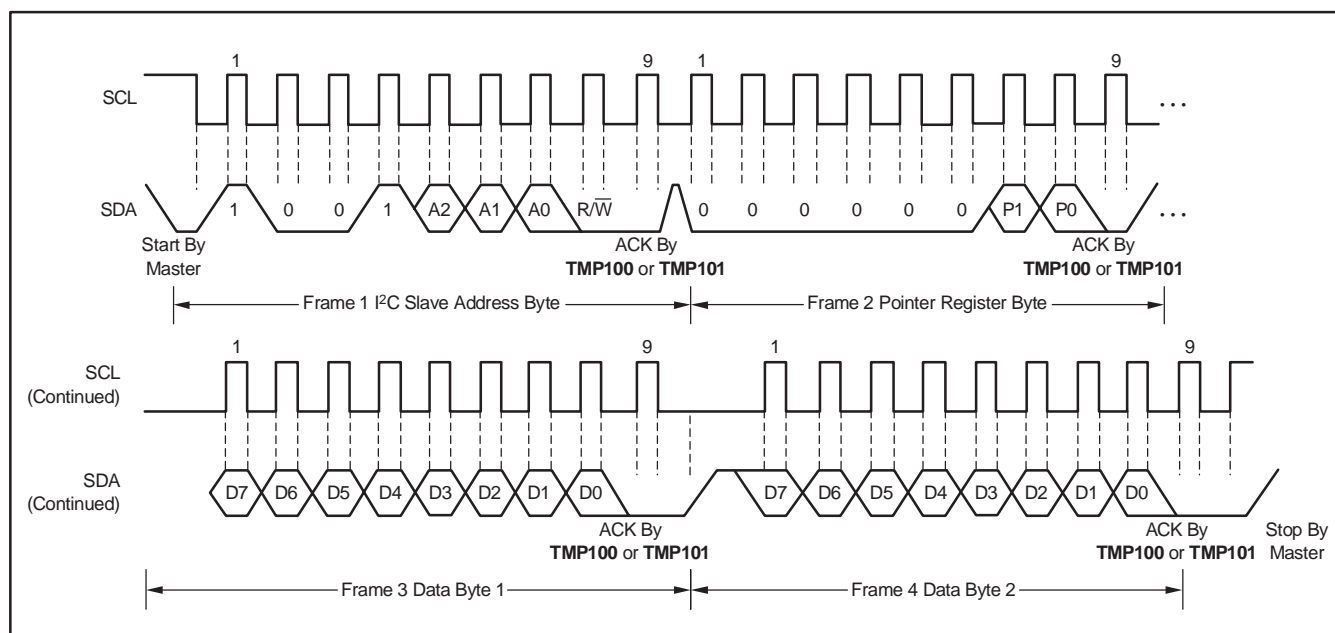 1 9 1 9
SCL ...
SDA 1 0 0 1 A2 A1 A0 R/W̅ 0 0 0 0 0 0 P1 P0 ...
Start By Master
ACK By TMP100 or TMP101
ACK By TMP100 or TMP101
Frame 1 I²C Slave Address Byte
Frame 2 Pointer Register Byte
1 9 1 9
SCL (Continued)
SDA (Continued) D7 D6 D5 D4 D3 D2 D1 D0 D7 D6 D5 D4 D3 D2 D1 D0
ACK By TMP100 or TMP101
ACK By TMP100 or TMP101
Stop By Master
Frame 3 Data Byte 1
Frame 4 Data Byte 2